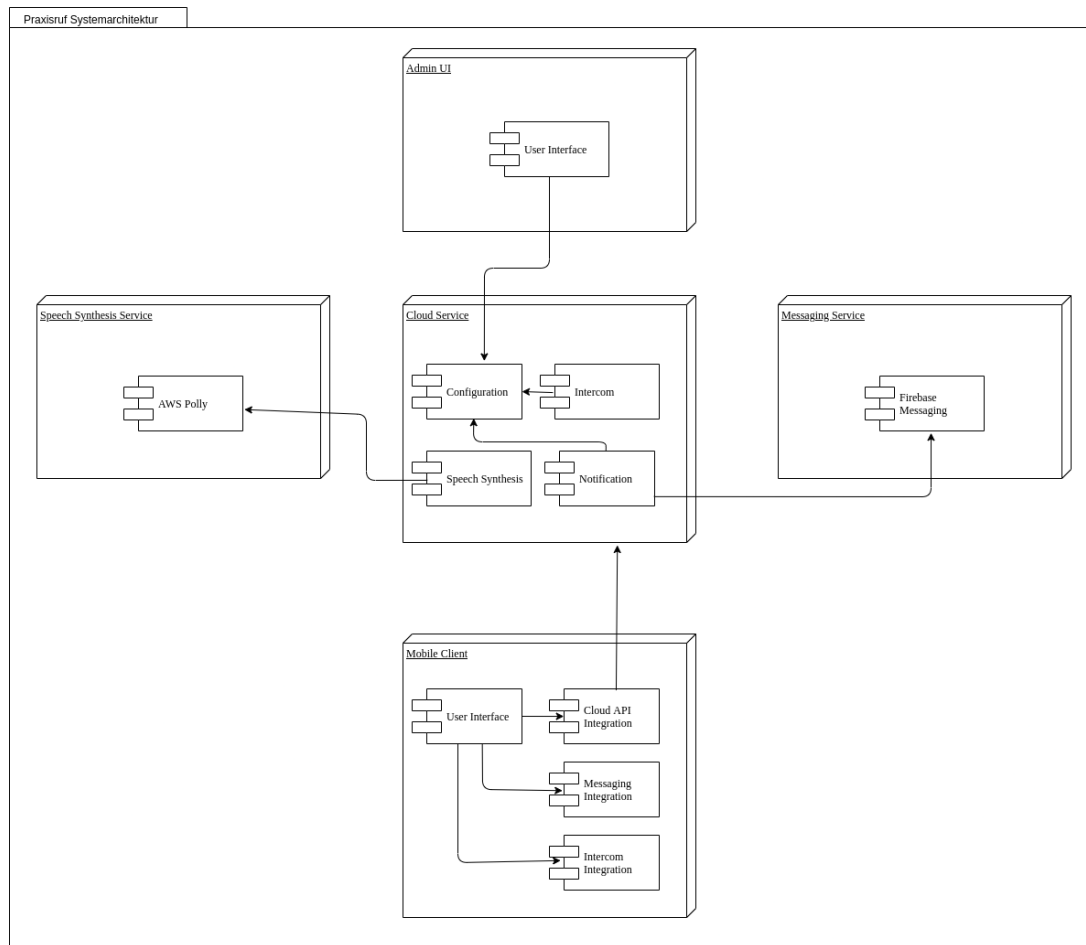 Praxisruf Systemarchitektur
Admin UI
User Interface
Speech Synthesis Service
AWS Polly
Cloud Service
Configuration
Intercom
Speech Synthesis
Notification
Messaging Service
Firebase
Messaging
Mobile Client
User Interface
Cloud API
Integration
Messaging
Integration
Intercom
Integration